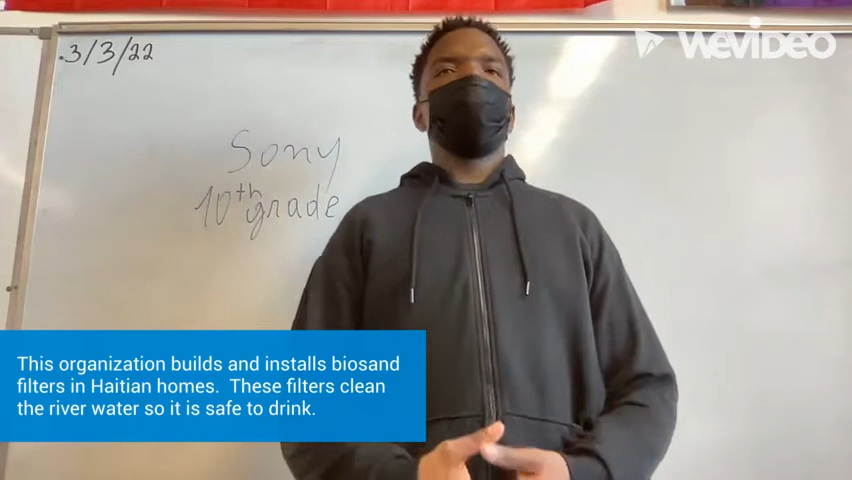 .3/3/22
WeVideo
Sony
10th grade
This organization builds and installs biosand
filters in Haitian homes. These filters clean
the river water so it is safe to drink.